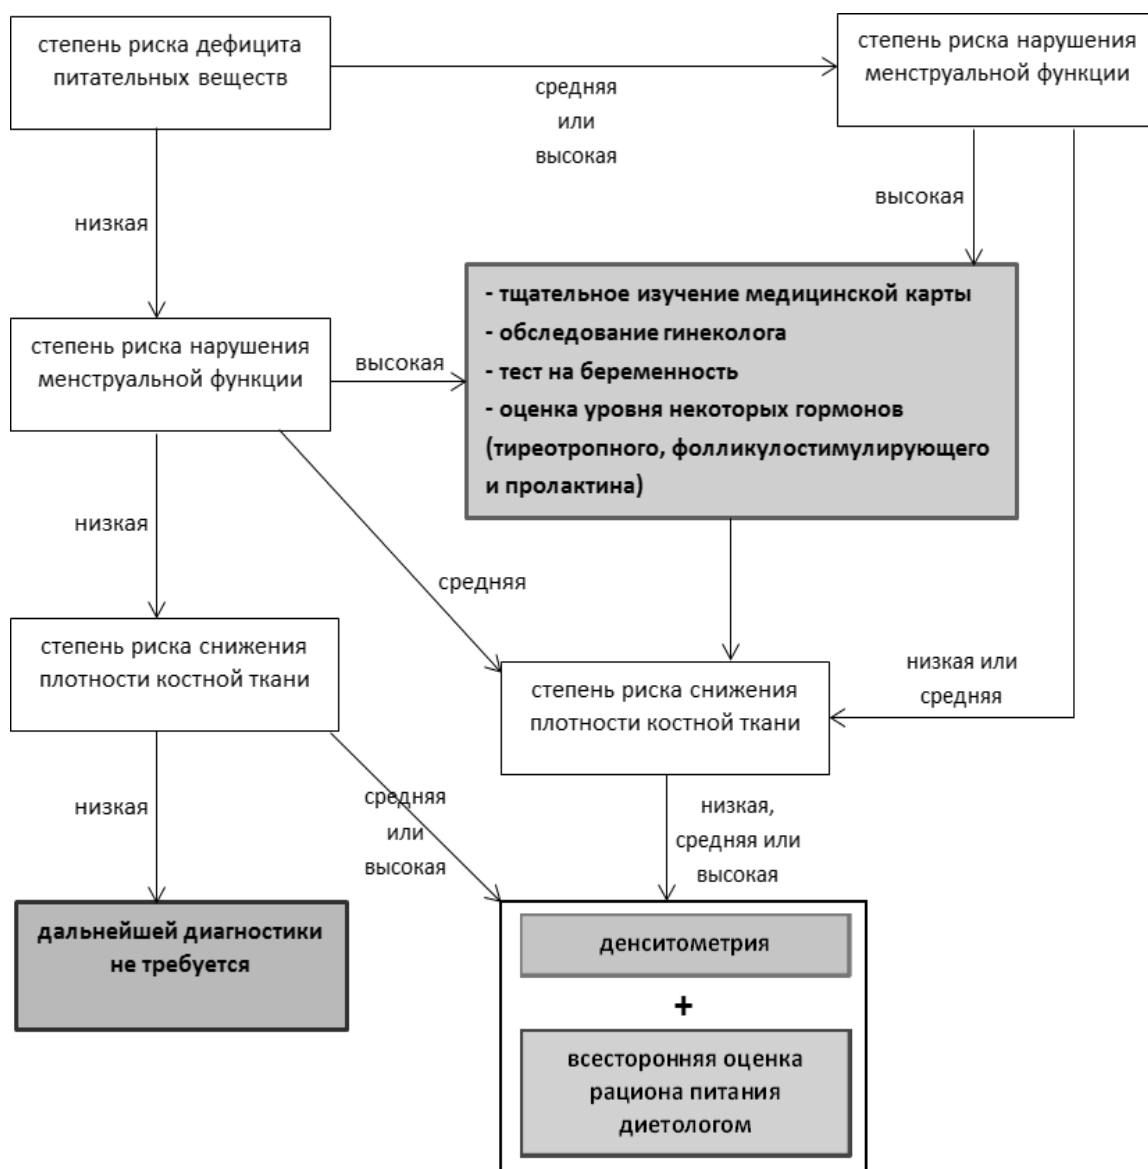 степень риска дефицита
питательных веществ
средняя
или
высокая
степень риска нарушения
менструальной функции
низкая
высокая
степень риска нарушения
менструальной функции
высокая
- тщательное изучение медицинской карты
- обследование гинеколога
- тест на беременность
- оценка уровня некоторых гормонов
(тиреотропного, фолликулостимулирующего
и пролактина)
низкая
средняя
степень риска снижения
плотности костной ткани
степень риска снижения
плотности костной ткани
низкая или
средняя
низкая
средняя
или
высокая
низкая,
средняя или
высокая
дальнейшей диагностики
не требуется
денситометрия
+
всесторонняя оценка
рациона питания
диетологом